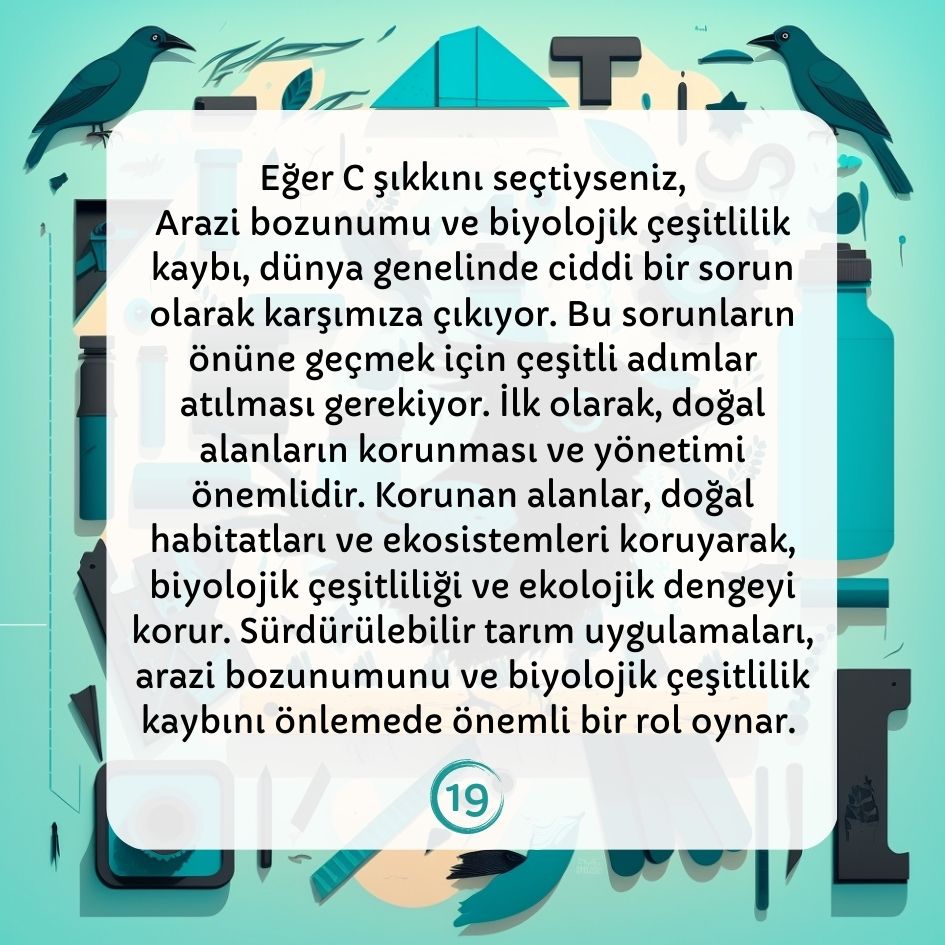 Eğer C şıkkını seçtiyseniz,
Arazi bozunumu ve biyolojik çeşitlilik
kaybı, dünya genelinde ciddi bir sorun
olarak karşımıza çıkıyor. Bu sorunların
önüne geçmek için çeşitli adımlar
atılması gerekiyor. İlk olarak, doğal
alanların korunması ve yönetimi
önemlidir. Korunan alanlar, doğal
habitatları ve ekosistemleri koruyarak,
biyolojik çeşitliliği ve ekolojik dengeyi
korur. Sürdürülebilir tarım uygulamaları,
arazi bozunumunu ve biyolojik çeşitlilik
kaybını önlemede önemli bir rol oynar.
19